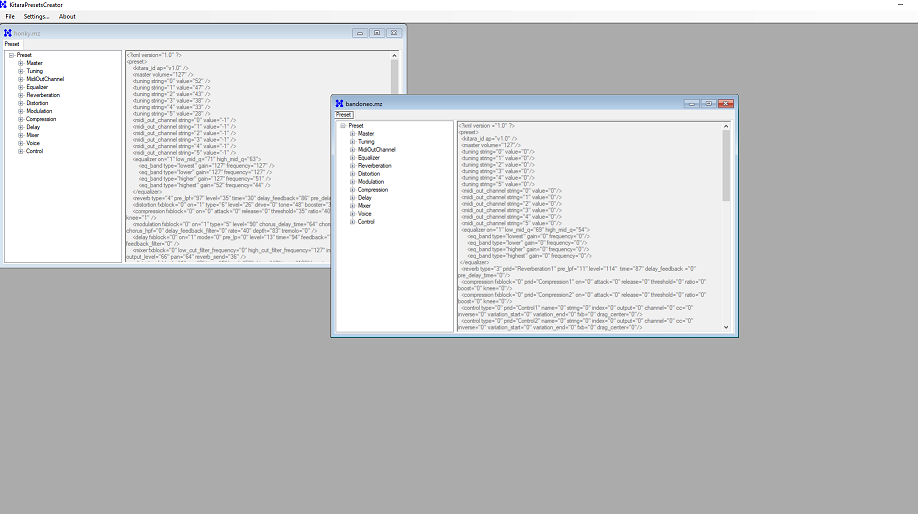 KitaraPresetsCreator
File Settings... About
honky.mz
Preset
Preset
Master
Tuning
MidiOutChannel
Equalizer
Reverberation
Distortion
Modulation
Compression
Delay
Mixer
Voice
Control
<?xml version="1.0" ?>
<preset>
<kitara_id ap="v1.0" />
<master volume="127" />
<tuning string="0" value="52" />
<tuning string="1" value="47" />
<tuning string="2" value="43" />
<tuning string="3" value="38" />
<tuning string="4" value="33" />
<tuning string="5" value="28" />
<midi_out_channel string="0" value="-1" />
<midi_out_channel string="1" value="-1" />
<midi_out_channel string="2" value="-1" />
<midi_out_channel string="3" value="-1" />
<midi_out_channel string="4" value="-1" />
<midi_out_channel string="5" value="-1" />
<equalizer on="1" low_mid_q="71" high_mid_q="63">
<eq_band type="lowest" gain="127" frequency="127" />
<eq_band type="lower" gain="127" frequency="127" />
<eq_band type="higher" gain="127" frequency="51" />
<eq_band type="highest" gain="52" frequency="44" />
</equalizer>
<reverb type="4" pre_lpf="97" level="35" time="30" delay_feedback="86" pre_de
<distortion fxblock="0" on="1" type="6" level="26" drive="0" tone="48" booster="3
<compression fxblock="0" on="0" attack="0" release="0" threshold="35" ratio="40
knee="1" />
<modulation fxblock="0" on="1" type="5" level="90" chorus_delay_time="64" chor
chorus_hpf="0" delay_feedback_filter="0" rate="40" depth="83" tremolo="0" />
<delay fxblock="0" on="1" mode="0" pre_lp="0" level="13" time="94" feedback="
feedback_filter="0" />
<mixer fxblock="0" low_cut_filter_frequency="0" high_cut_filter_frequency="127" in
output_level="66" pan="64" reverb_send="36" />
bandoneo.mz
Preset
Preset
Master
Tuning
MidiOutChannel
Equalizer
Reverberation
Distortion
Modulation
Compression
Delay
Mixer
Voice
Control
<?xml version ="1.0" ?>
<preset>
<kitara_id ap="v1.0" />
<master volume="127"/>
<tuning string="0" value="0"/>
<tuning string="1" value="0"/>
<tuning string="2" value="0"/>
<tuning string="3" value="0"/>
<tuning string="4" value="0"/>
<tuning string="5" value="0"/>
<midi_out_channel string="0" value="0"/>
<midi_out_channel string="1" value="0"/>
<midi_out_channel string="2" value="0"/>
<midi_out_channel string="3" value="0"/>
<midi_out_channel string="4" value="0"/>
<midi_out_channel string="5" value="0"/>
<equalizer on="1" low_mid_q="69" high_mid_q="54">
<eq_band type="lowest" gain="0" frequency="0"/>
<eq_band type="lower" gain="0" frequency="0"/>
<eq_band type="higher" gain="0" frequency="0"/>
<eq_band type="highest" gain="0" frequency="0"/>
</equalizer>
<reverb type="3" prid="Reverberation1" pre_lpf="11" level="114" time="87" delay_feedback ="0"
pre_delay_time="0"/>
<compression fxblock="0" prid="Compression1" on="0" attack="0" release="0" threshold="0" ratio="0"
boost="0" knee="0"/>
<compression fxblock="0" prid="Compression2" on="0" attack="0" release="0" threshold="0" ratio="0"
boost="0" knee="0"/>
<control type="0" prid="Control1" name="0" string="0" index="0" output="0" channel="0" cc="0"
inverse="0" variation_start="0" variation_end="0" fxb="0" drag_center="0"/>
<control type="0" prid="Control2" name="0" string="0" index="0" output="0" channel="0" cc="0"
inverse="0" variation_start="0" variation_end="0" fxb="0" drag_center="0"/>